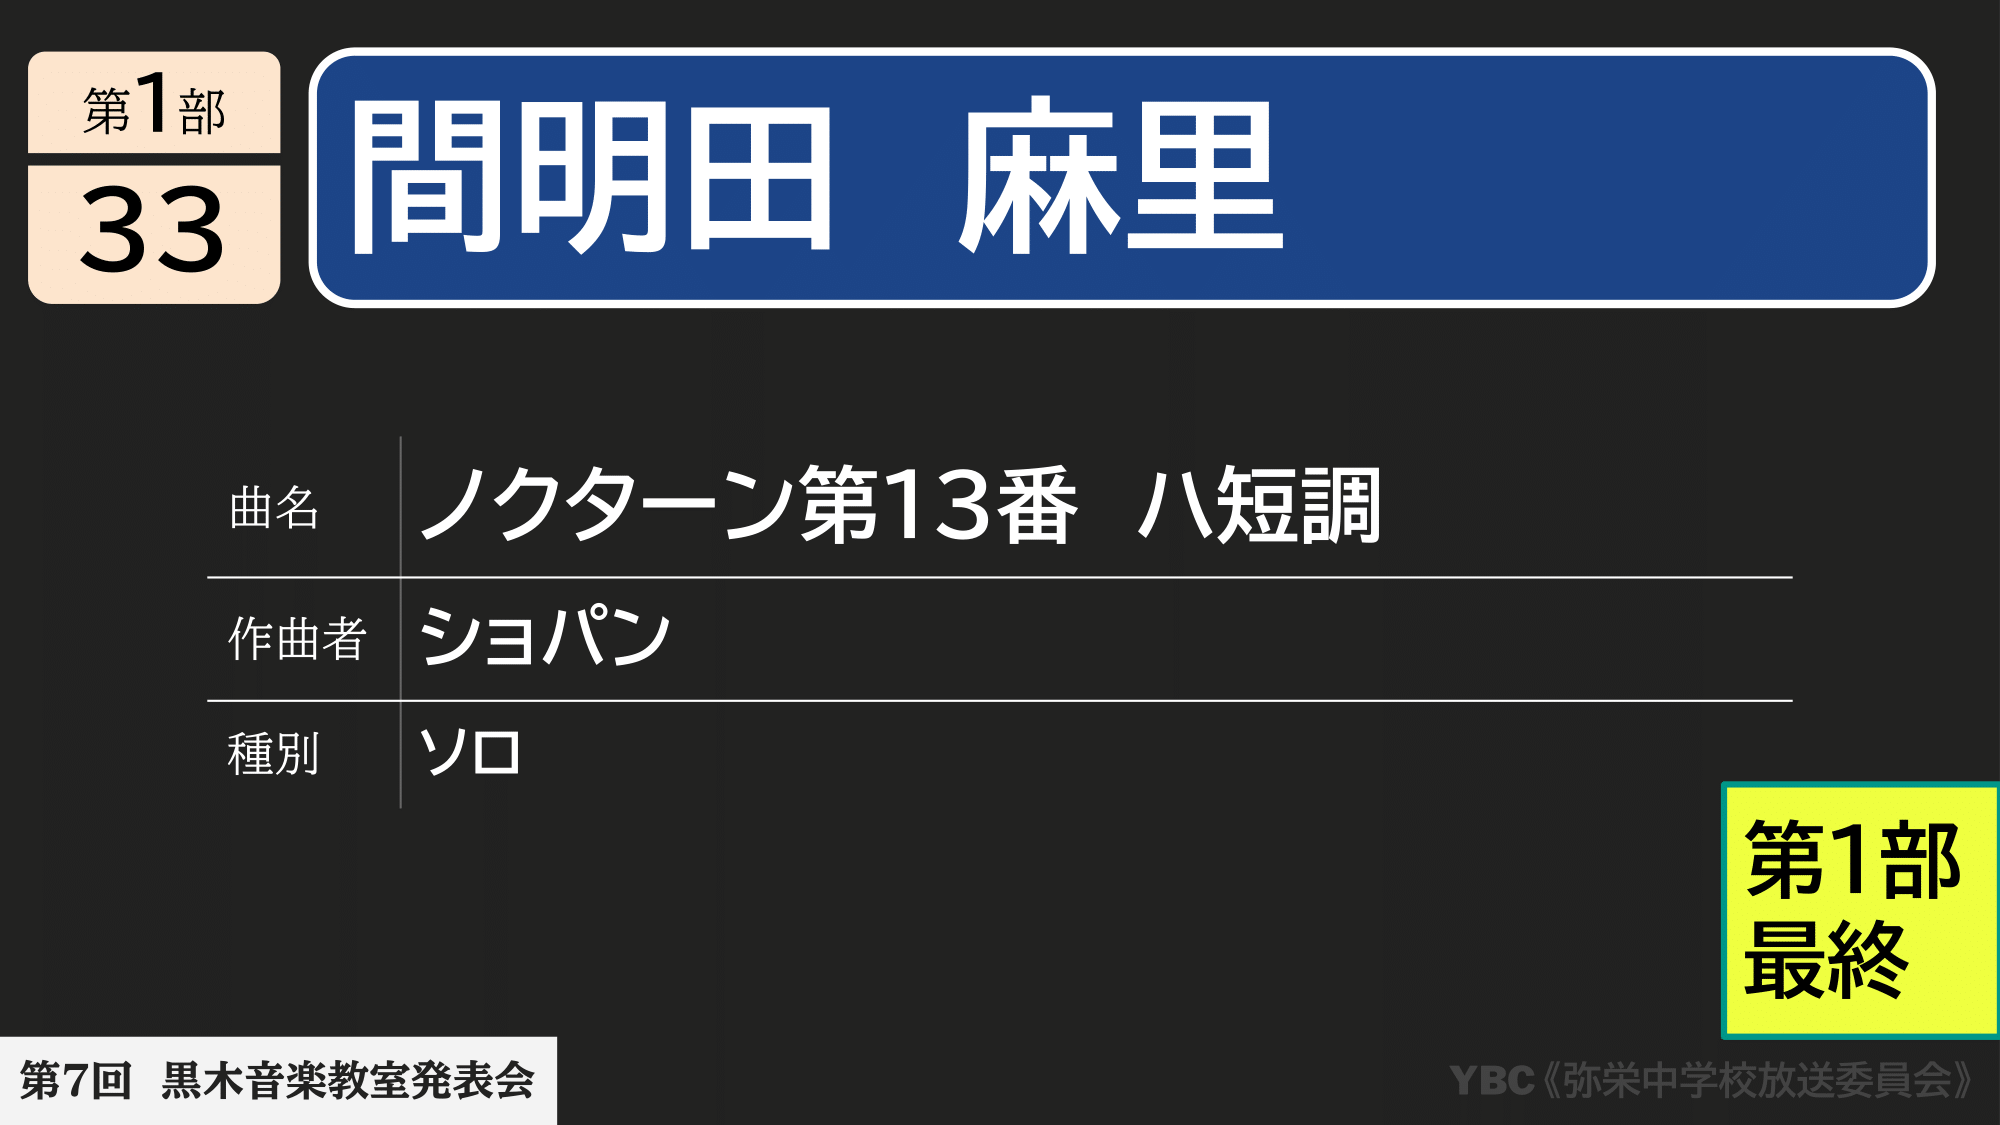 第1部
33
間明田　麻里
曲名
ノクターン第13番　ハ短調
作曲者
ショパン
種別
ソロ
第1部
最終
第7回　黒木音楽教室発表会
YBC《弥栄中学校放送委員会》